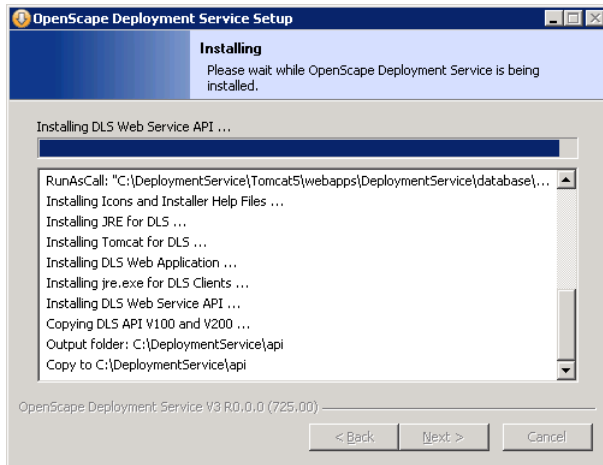 OpenScape Deployment Service Setup
Installing
Please wait while OpenScape Deployment Service is being
installed.
Installing DLS Web Service API ...
RunAsCall: "C:\DeploymentService\Tomcat5\webapps\DeploymentService\database\...
Installing Icons and Installer Help Files ...
Installing JRE for DLS ...
Installing Tomcat for DLS ...
Installing DLS Web Application ...
Installing jre.exe for DLS Clients ...
Installing DLS Web Service API ...
Copying DLS API V100 and V200 ...
Output folder: C:\DeploymentService\api
Copy to C:\DeploymentService\api
OpenScape Deployment Service V3 R0.0.0 (725.00)
< Back Next > Cancel